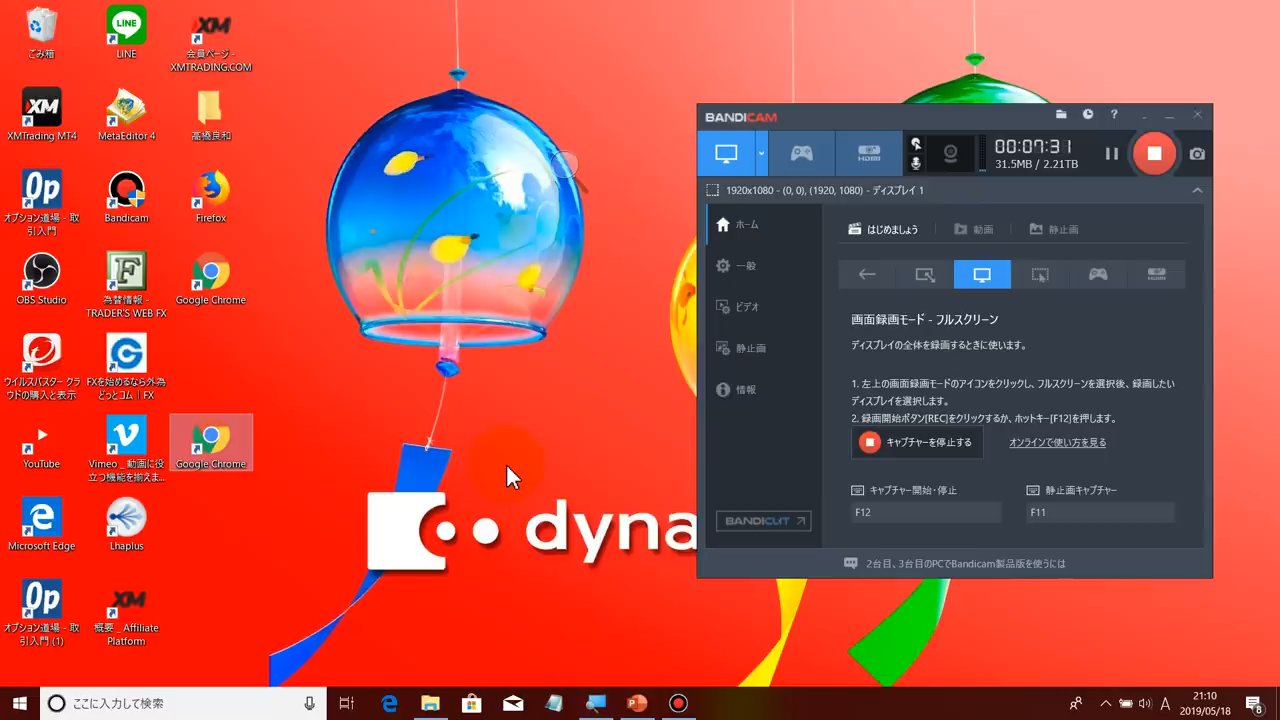 ごみ箱
LINE
会員ページ -
XMTRADING.COM
XMTrading MT4
MetaEditor 4
高橋良和
オプション道場 - 取
引入門
Bandicam
Firefox
OBS Studio
為替情報 -
TRADER'S WEB FX
Google Chrome
ウイルスバスター クラ
ウドの購入と表示
FXを始めるなら外為
どっとコム｜FX
YouTube
Vimeo _ 動画に役
立つ機能を揃えま...
Google Chrome
Microsoft Edge
Lhaplus
オプション道場 - 取
引入門 (1)
概要 _ Affiliate
Platform
dyna
BANDICAM
HDMI
00:07:31
31.5MB / 2.21TB
1920x1080 - (0, 0), (1920, 1080) - ディスプレイ 1
ホーム
一般
ビデオ
静止画
情報
BANDICUT
はじめましょう
動画
静止画
画面録画モード - フルスクリーン
ディスプレイの全体を録画するときに使います。
1. 左上の画面録画モードのアイコンをクリックし、フルスクリーンを選択後、録画したい
ディスプレイを選択します。
2. 録画開始ボタン[REC]をクリックするか、ホットキー[F12]を押します。
キャプチャーを停止する
オンラインで使い方を見る
キャプチャー開始・停止
静止画キャプチャー
F12
F11
2台目、3台目のPCでBandicam製品版を使うには
ここに入力して検索
A
21:10
2019/05/18
8